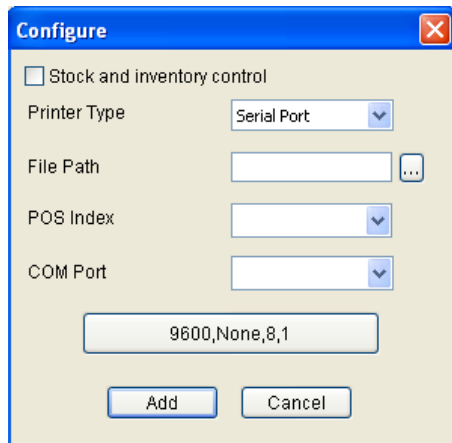 Configure
Stock and inventory control
Printer Type Serial Port
File Path ...
POS Index
COM Port
9600,None,8,1
Add Cancel